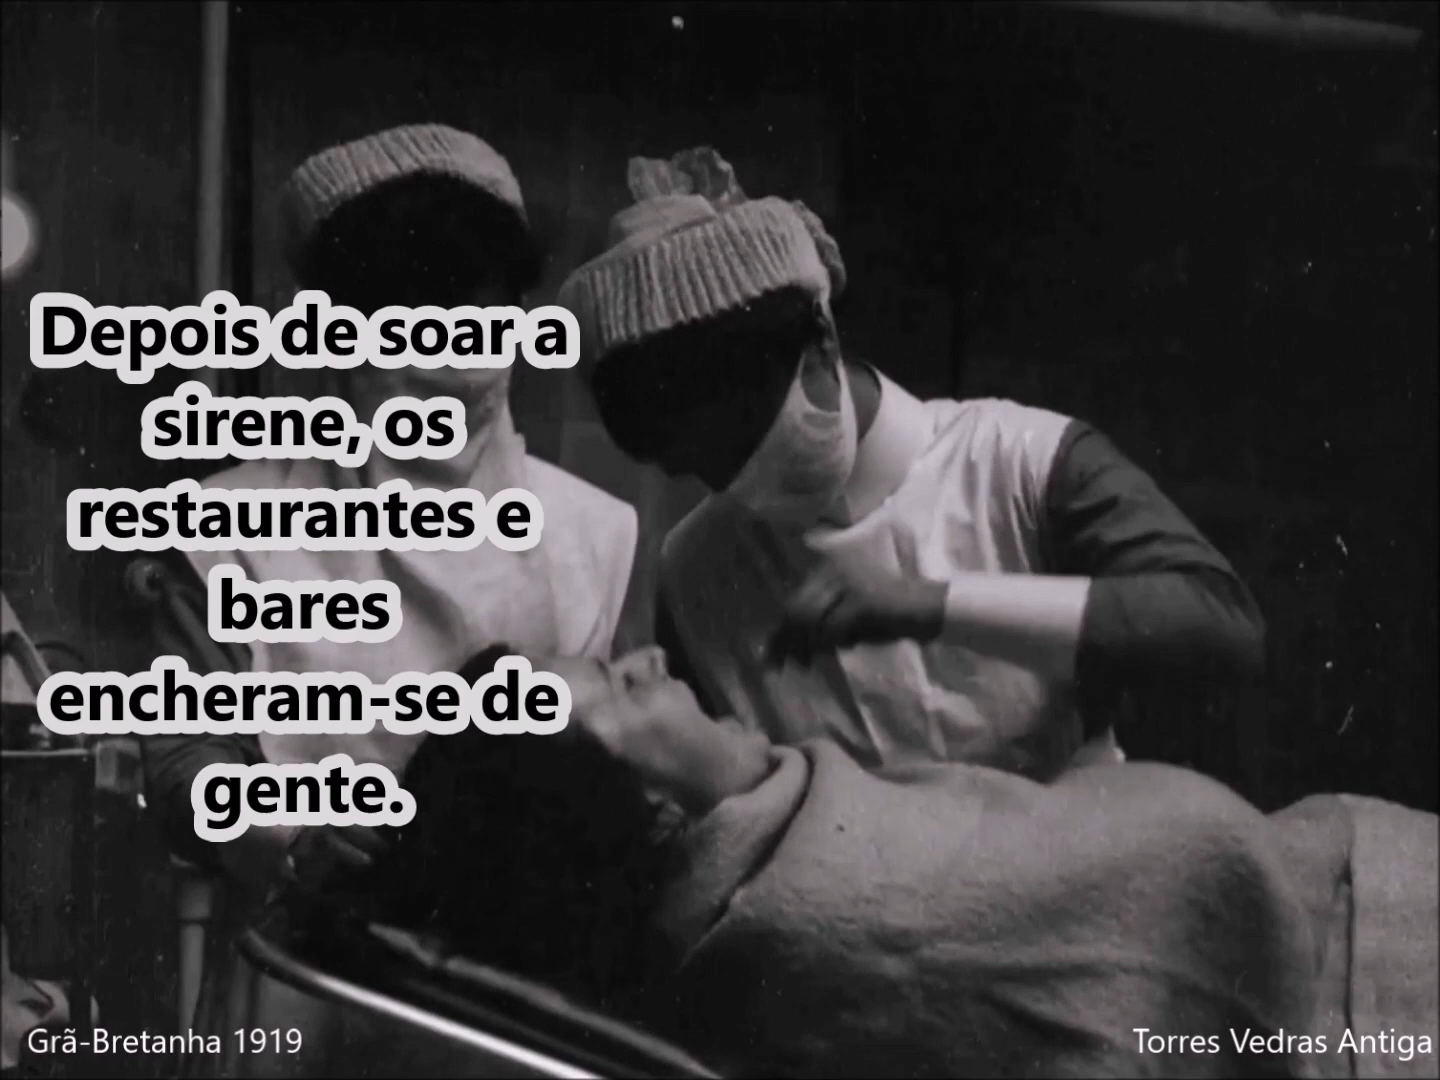 Depois de soar a
sirene, os
restaurantes e
bares
encheram-se de
gente.
Grã-Bretanha 1919
Torres Vedras Antiga